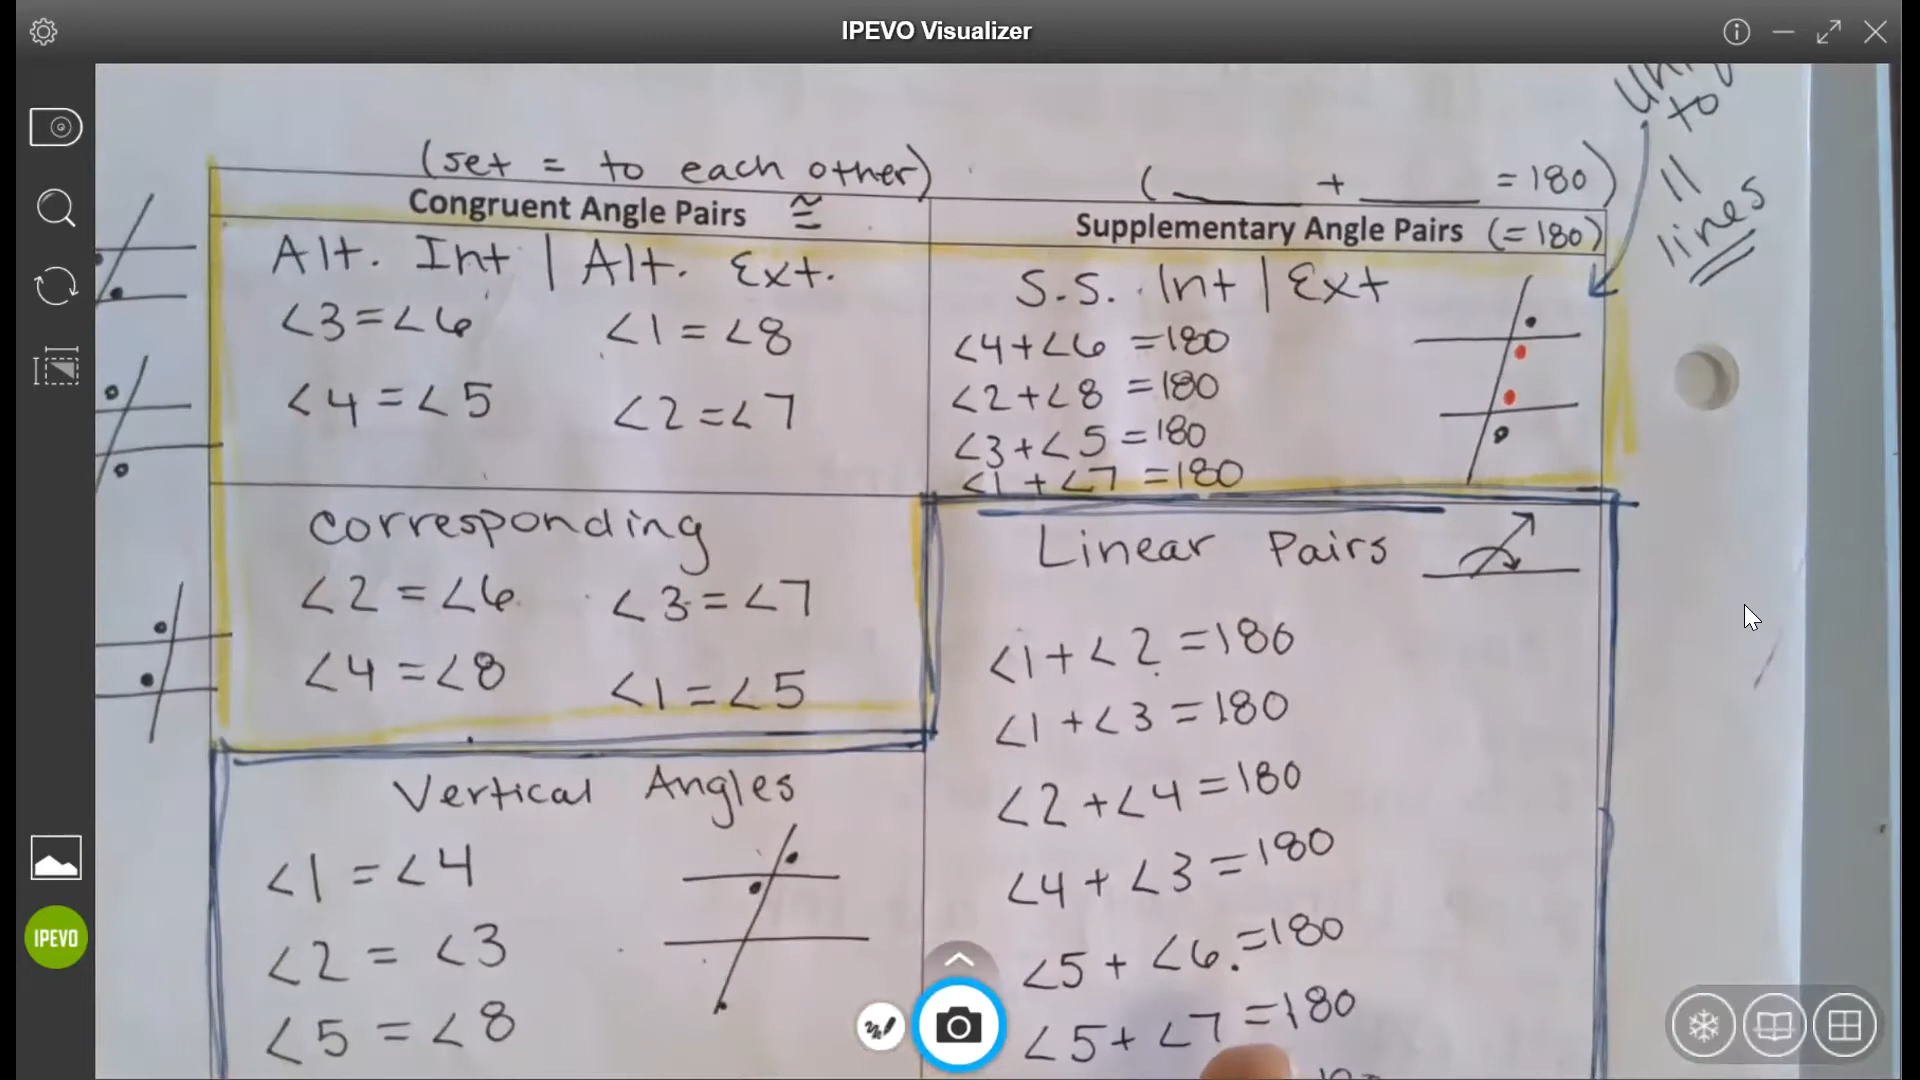 IPEVO Visualizer
to
11
lines
(set = to each other)
(____ + ____ = 180)
Congruent Angle Pairs ≅
Supplementary Angle Pairs (=180)
Alt. Int | Alt. Ext.
∠3=∠6 ∠1=∠8
∠4=∠5 ∠2=∠7
S.S. Int | Ext
∠4+∠6 =180
∠2+∠8 =180
∠3+∠5 =180
∠1+∠7 =180
Corresponding
∠2=∠6 ∠3=∠7
∠4=∠8 ∠1=∠5
Linear Pairs
∠1+∠2=180
∠1+∠3=180
∠2+∠4=180
∠4+∠3=180
∠5+∠6=180
∠5+∠7=180
Vertical Angles
∠1=∠4
∠2=∠3
∠5=∠8
IPEVO